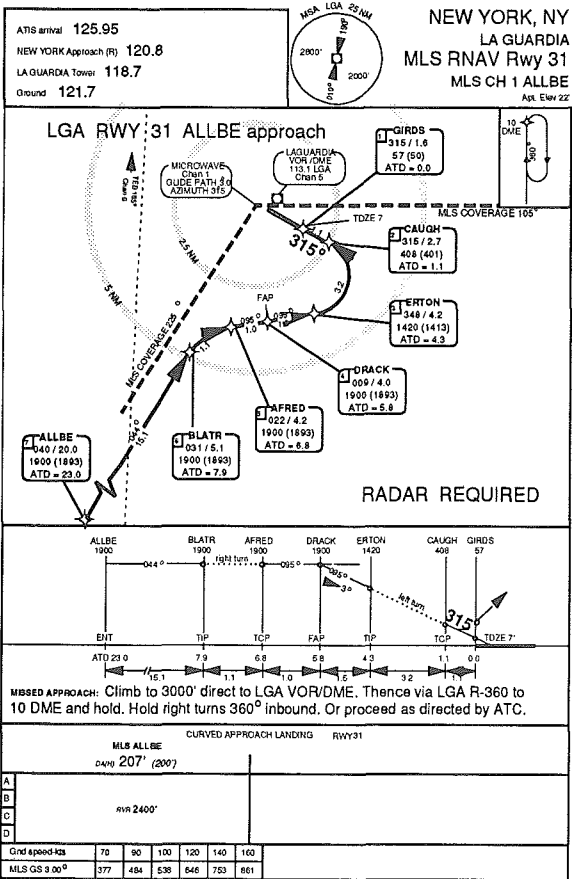 ATIS arrival 125.95
NEW YORK Approach (R) 120.8
LA GUARDIA Tower 118.7
Ground 121.7
MSA LGA 25 NM
190°
2800'
2000'
010°
NEW YORK, NY
LA GUARDIA
MLS RNAV Rwy 31
MLS CH 1 ALLBE
Apt. Elev 22'
LGA RWY 31 ALLBE approach
TEB 185°
Chan 5
MICROWAVE
Chan 1
GLIDE PATH 3.0
AZIMUTH 315
LAGUARDIA
VOR /DME
113.1 LGA
Chan 5
1 GIRDS
315 / 1.6
57 (50)
ATD = 0.0
10
DME
360°
TDZE 7
MLS COVERAGE 105°
1.1
315°
2 CAUGH
315 / 2.7
408 (401)
ATD = 1.1
2.5 NM
5 NM
MLS COVERAGE 225°
3.2
FAP
095°
1.0
095°
3 ERTON
348 / 4.2
1420 (1413)
ATD = 4.3
1.1
4 DRACK
009 / 4.0
1900 (1893)
ATD = 5.8
5 AFRED
022 / 4.2
1900 (1893)
ATD = 6.8
6 BLATR
031 / 5.1
1900 (1893)
ATD = 7.9
044°
15.1
7 ALLBE
040 / 20.0
1900 (1893)
ATD = 23.0
RADAR REQUIRED
ALLBE BLATR AFRED DRACK ERTON CAUGH GIRDS
1900 1900 1900 1900 1420 408 57
044° right turn 095° 095° 3° left turn 315°
ENT TIP TCP FAP TIP TCP TDZE 7'
ATD 23.0 7.9 6.8 5.8 4.3 1.1 0.0
15.1 1.1 1.0 1.5 3.2 1.1
MISSED APPROACH: Climb to 3000' direct to LGA VOR/DME. Thence via LGA R-360 to
10 DME and hold. Hold right turns 360° inbound. Or proceed as directed by ATC.
CURVED APPROACH LANDING RWY31
MLS ALLBE
DA(H) 207' (200')
A
B
C
D
RVR 2400'
Gnd speed-kts 70 90 100 120 140 160
MLS GS 3.00° 377 484 538 646 753 861